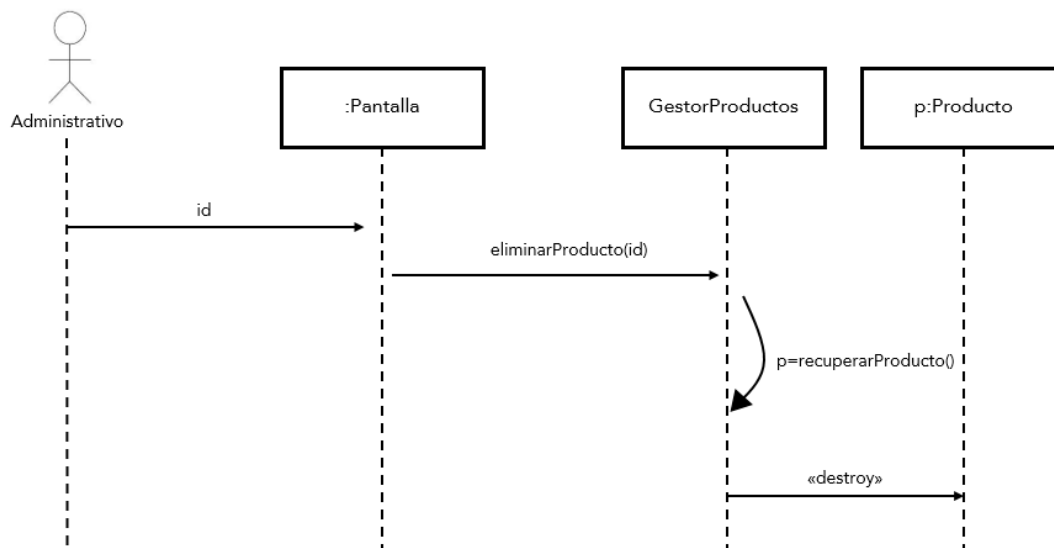 Administrativo
:Pantalla
GestorProductos
p:Producto
id
eliminarProducto(id)
p=recuperarProducto()
«destroy»